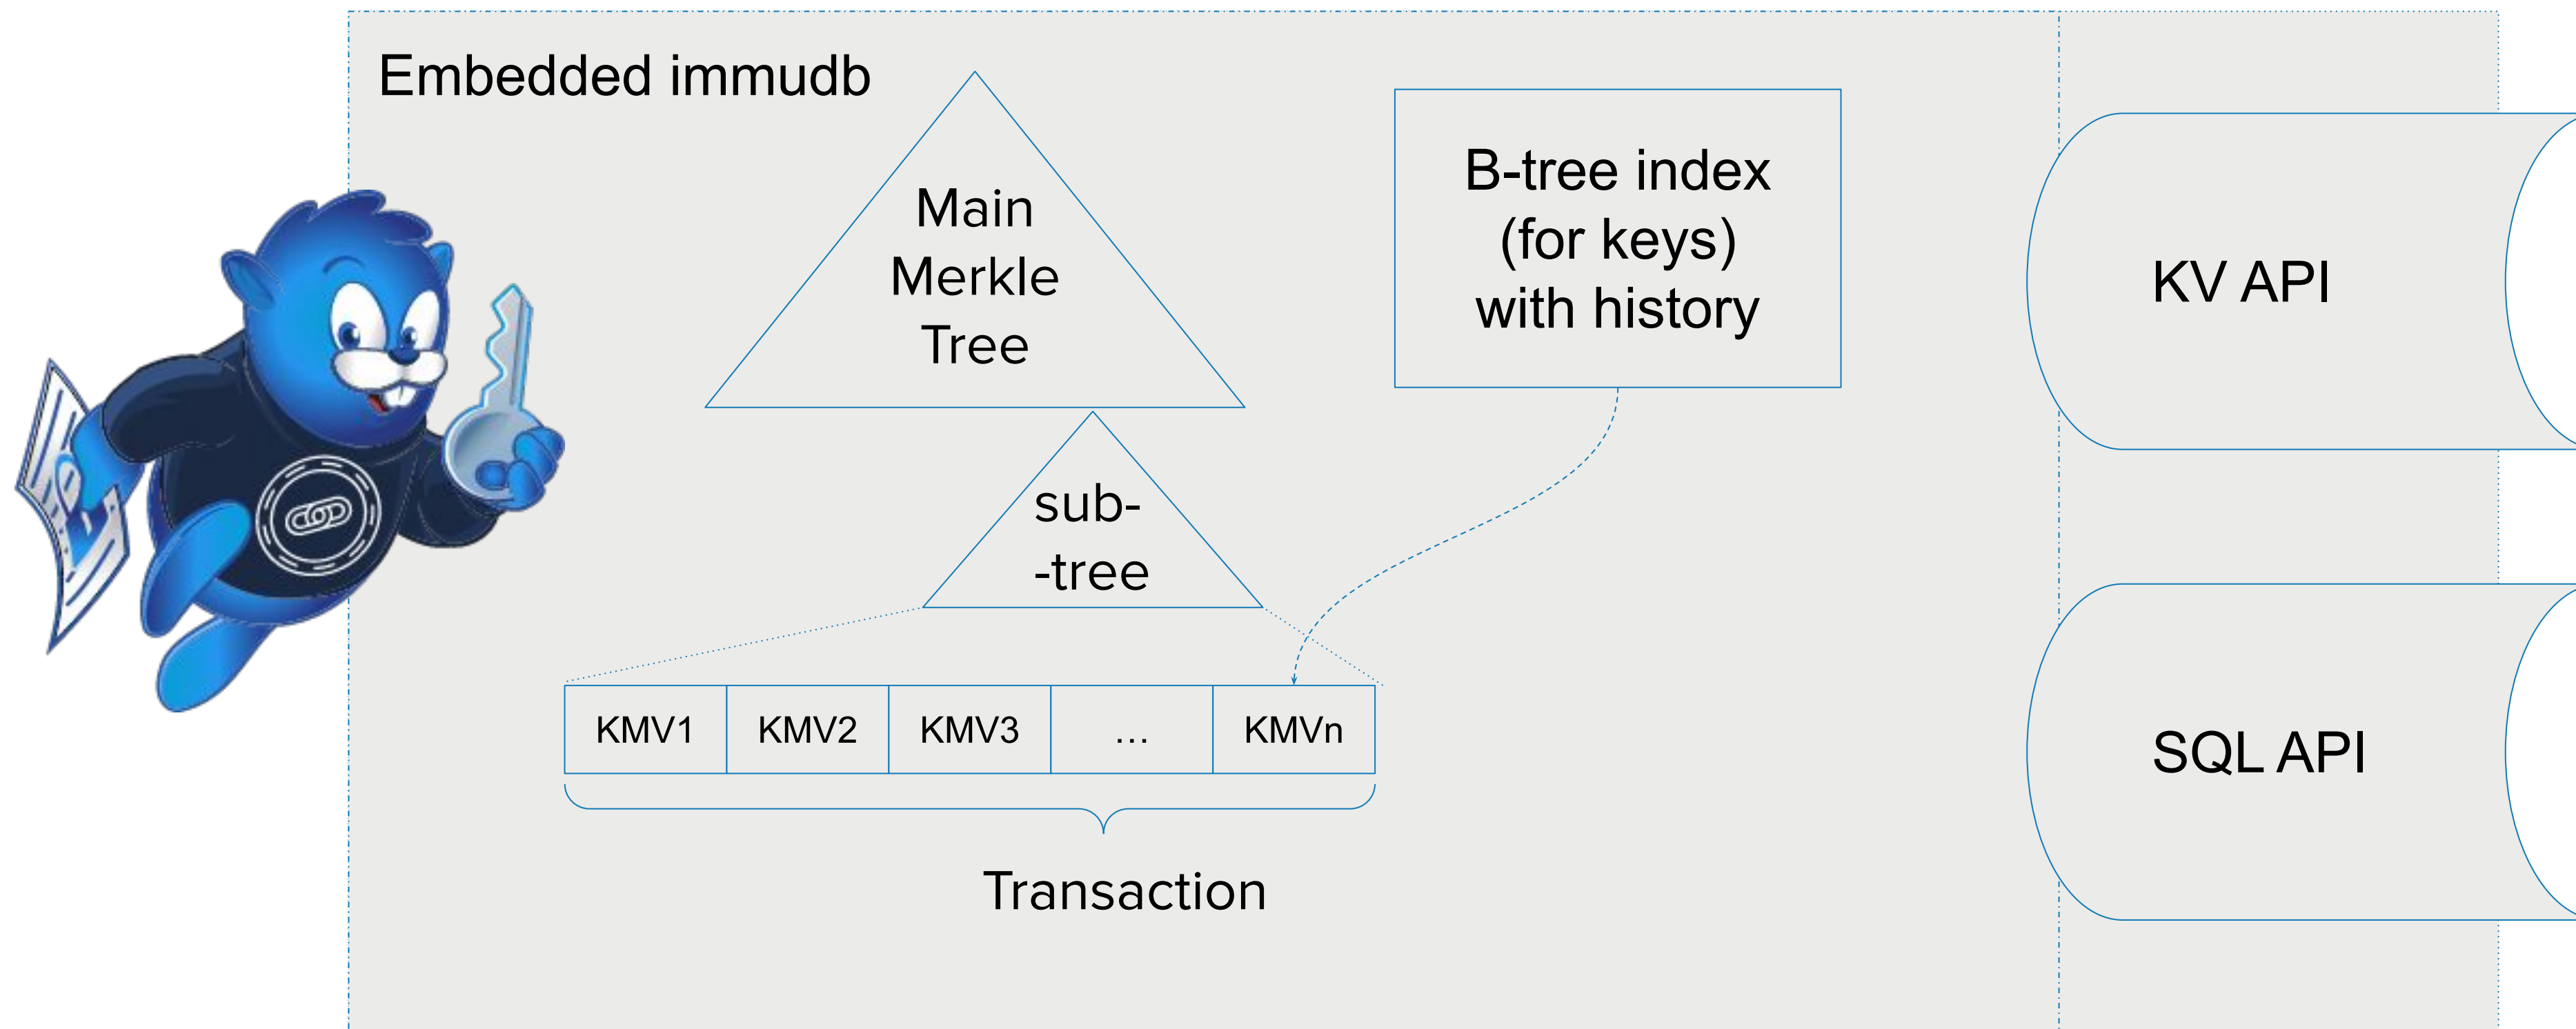 Embedded immudb
Main
Merkle
Tree
B-tree index
(for keys)
with history
KV API
sub-
-tree
KMV1 KMV2 KMV3 ... KMVn
SQL API
Transaction